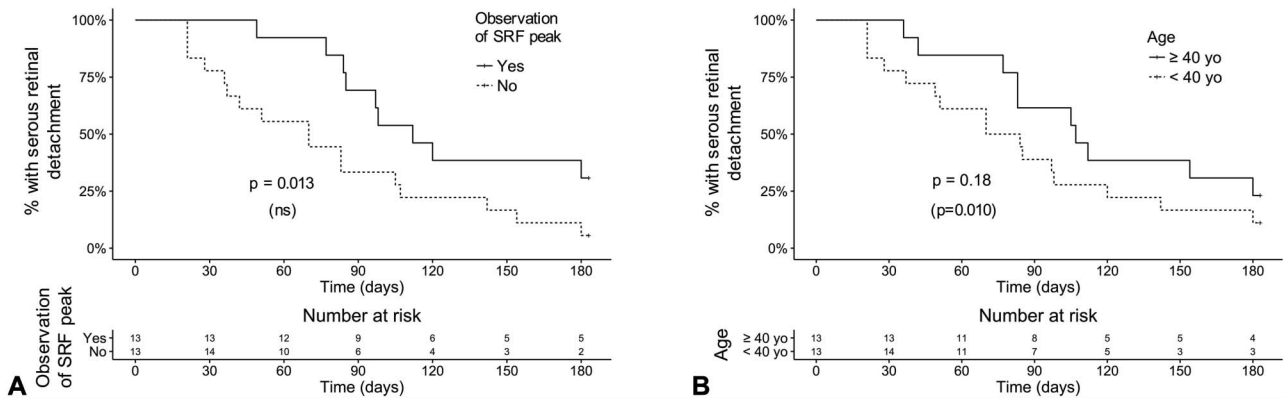 100%
75%
50%
25%
0%
% with serous retinal
detachment
Observation
of SRF peak
Yes
No
p = 0.013
(ns)
0 30 60 90 120 150 180
Time (days)
Number at risk
Observation
of SRF peak
Yes 13 13 12 9 6 5 5
No 13 14 10 6 4 3 2
0 30 60 90 120 150 180
Time (days)
A
100%
75%
50%
25%
0%
% with serous retinal
detachment
Age
≥ 40 yo
< 40 yo
p = 0.18
(p=0.010)
0 30 60 90 120 150 180
Time (days)
Number at risk
Age
≥ 40 yo 13 13 11 8 5 5 4
< 40 yo 13 14 11 7 5 3 3
0 30 60 90 120 150 180
Time (days)
B